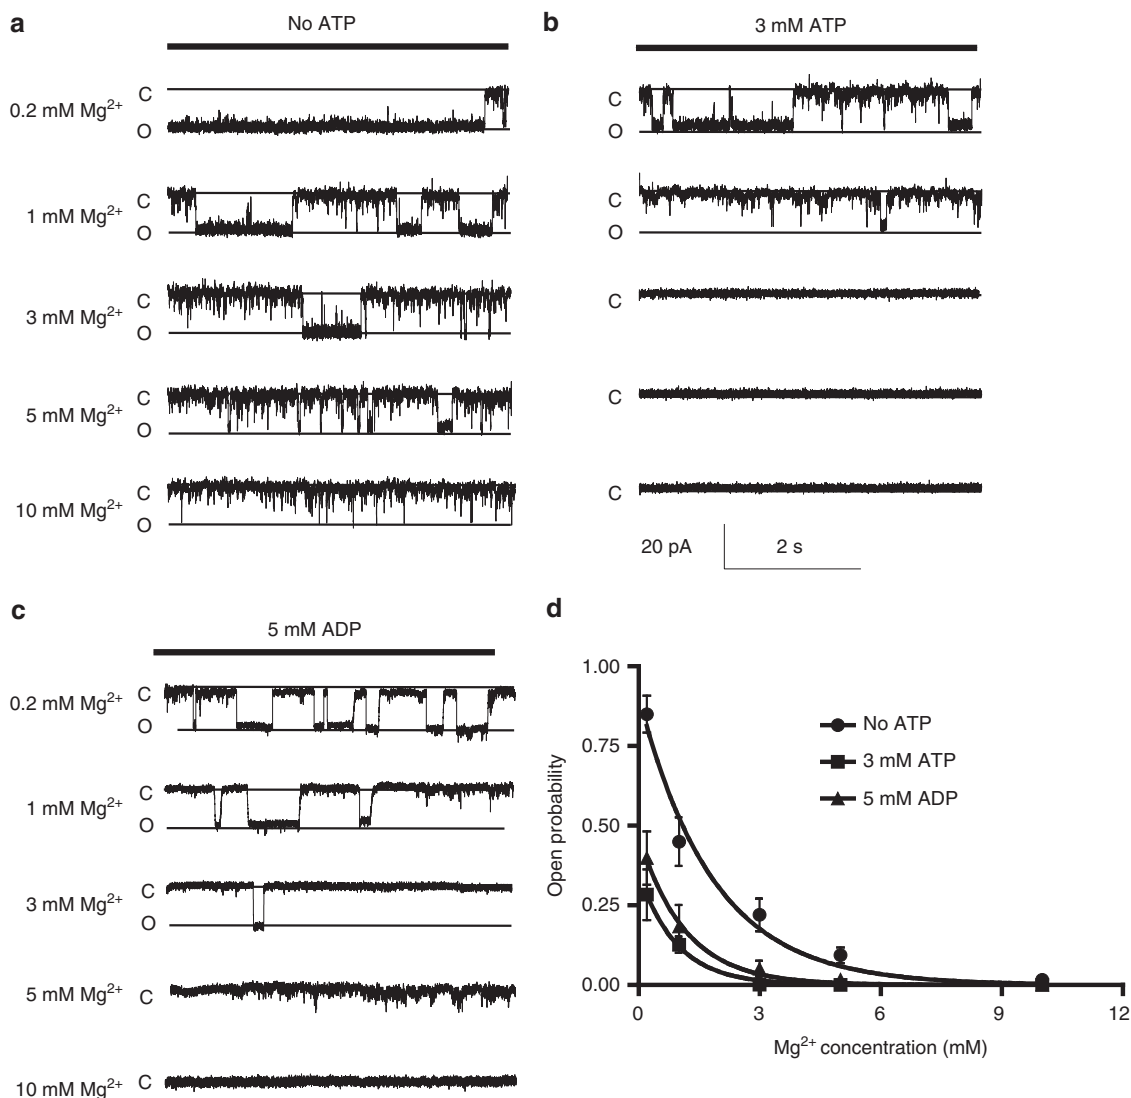 a
No ATP
0.2 mM Mg²⁺
C
O
1 mM Mg²⁺
C
O
3 mM Mg²⁺
C
O
5 mM Mg²⁺
C
O
10 mM Mg²⁺
C
O
b
3 mM ATP
C
O
C
O
C
C
C
20 pA
2 s
c
5 mM ADP
0.2 mM Mg²⁺
C
O
1 mM Mg²⁺
C
O
3 mM Mg²⁺
C
O
5 mM Mg²⁺
C
10 mM Mg²⁺
C
d
Open probability
1.00
0.75
0.50
0.25
0.00
0
3
6
9
12
Mg²⁺ concentration (mM)
No ATP
3 mM ATP
5 mM ADP